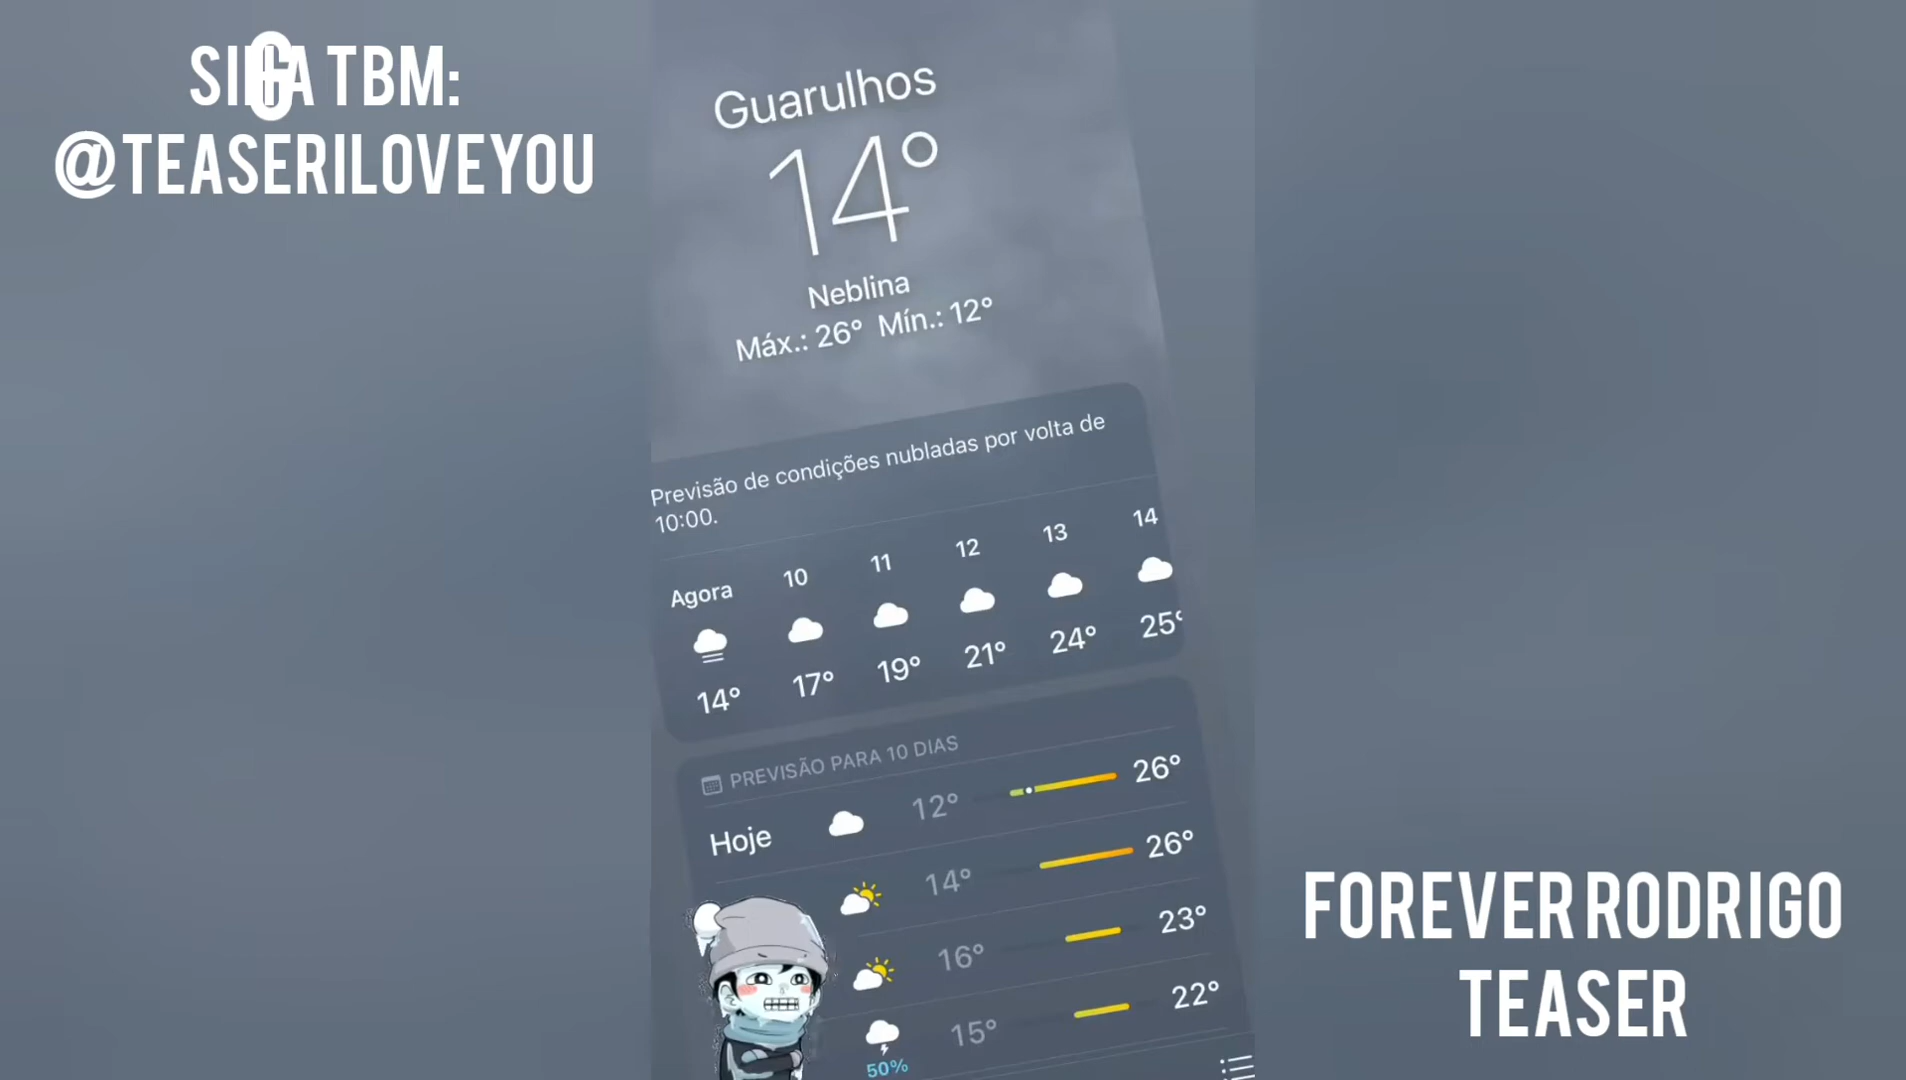 SIGA TBM:
@TEASERILOVEYOU
Guarulhos
14°
Neblina
Máx.: 26° Mín.: 12°
Previsão de condições nubladas por volta de
10:00.
Agora 10 11 12 13 14
14° 17° 19° 21° 24° 25°
PREVISÃO PARA 10 DIAS
Hoje 12° 26°
14° 26°
16° 23°
50% 15° 22°
FOREVER RODRIGO
TEASER